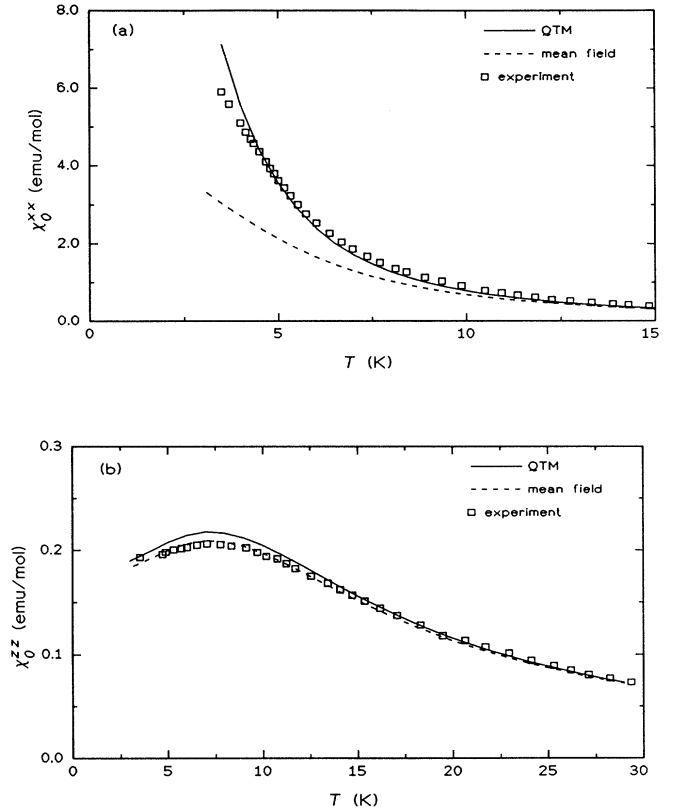 8.0
(a)
QTM
mean field
experiment
6.0
4.0
2.0
0.0
χ₀ˣˣ (emu/mol)
0 5 10 15
T (K)
0.3
(b)
QTM
mean field
experiment
0.2
0.1
0.0
χ₀ᶻᶻ (emu/mol)
0 5 10 15 20 25 30
T (K)